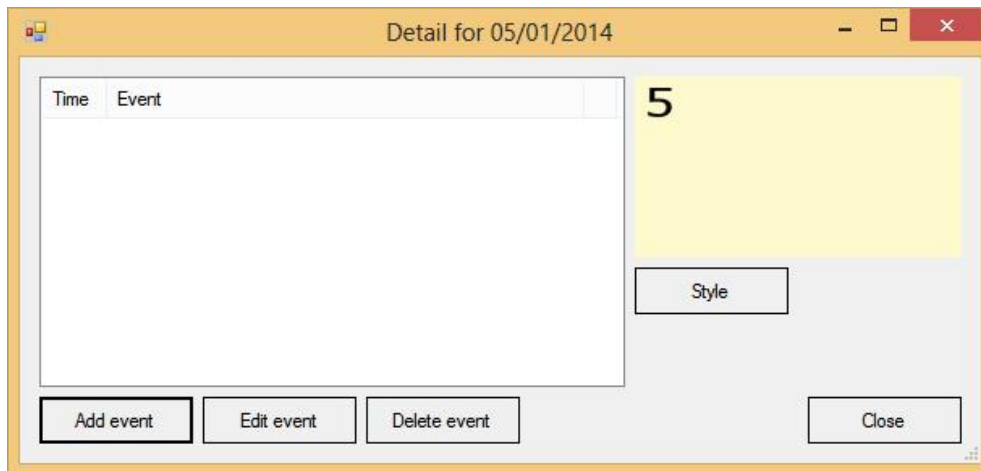 Detail for 05/01/2014
Time Event
5
Style
Add event Edit event Delete event Close